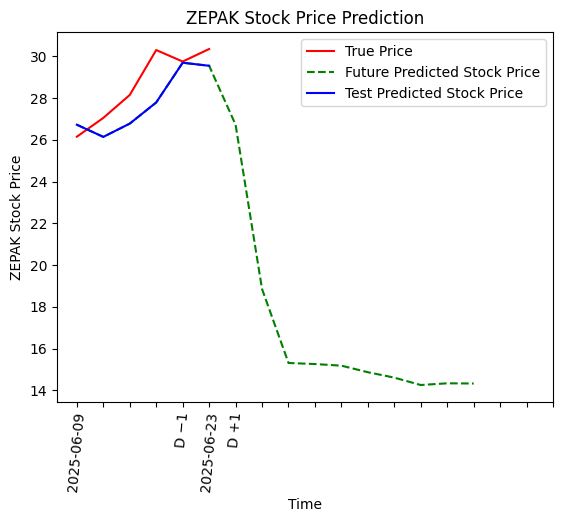 ZEPAK Stock Price Prediction
True Price
Future Predicted Stock Price
Test Predicted Stock Price
ZEPAK Stock Price
30
28
26
24
22
20
18
16
14
2025-06-09
D −1
2025-06-23
D +1
Time